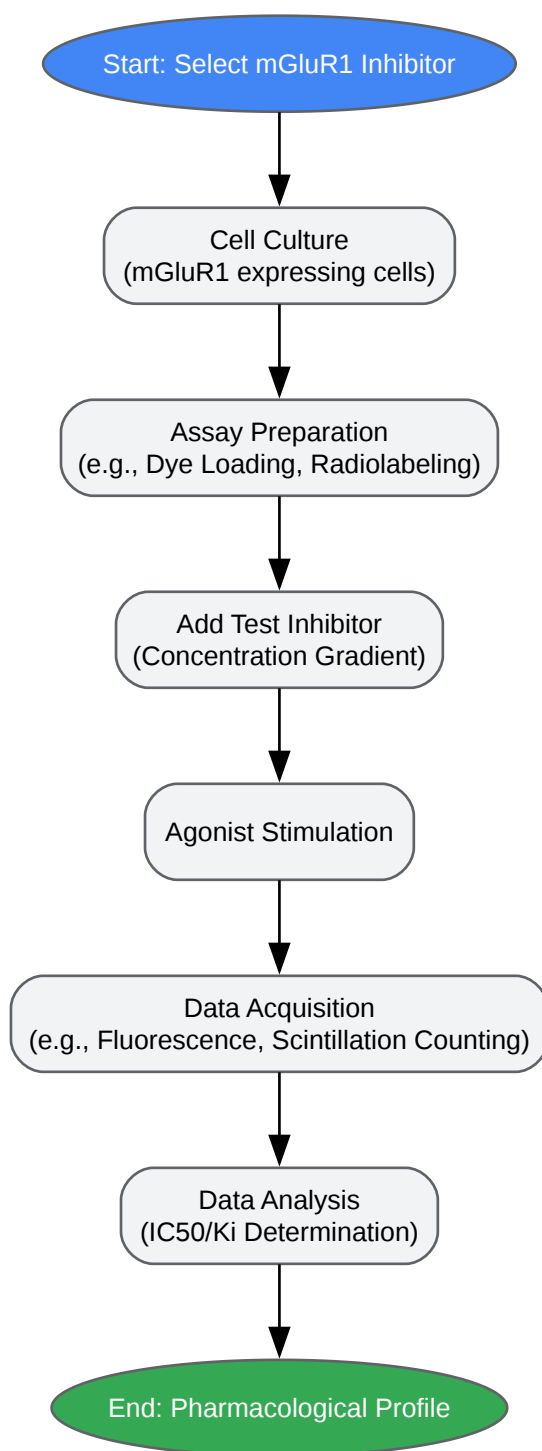 Start: Select mGluR1 Inhibitor
Cell Culture
(mGluR1 expressing cells)
Assay Preparation
(e.g., Dye Loading, Radiolabeling)
Add Test Inhibitor
(Concentration Gradient)
Agonist Stimulation
Data Acquisition
(e.g., Fluorescence, Scintillation Counting)
Data Analysis
(IC50/Ki Determination)
End: Pharmacological Profile